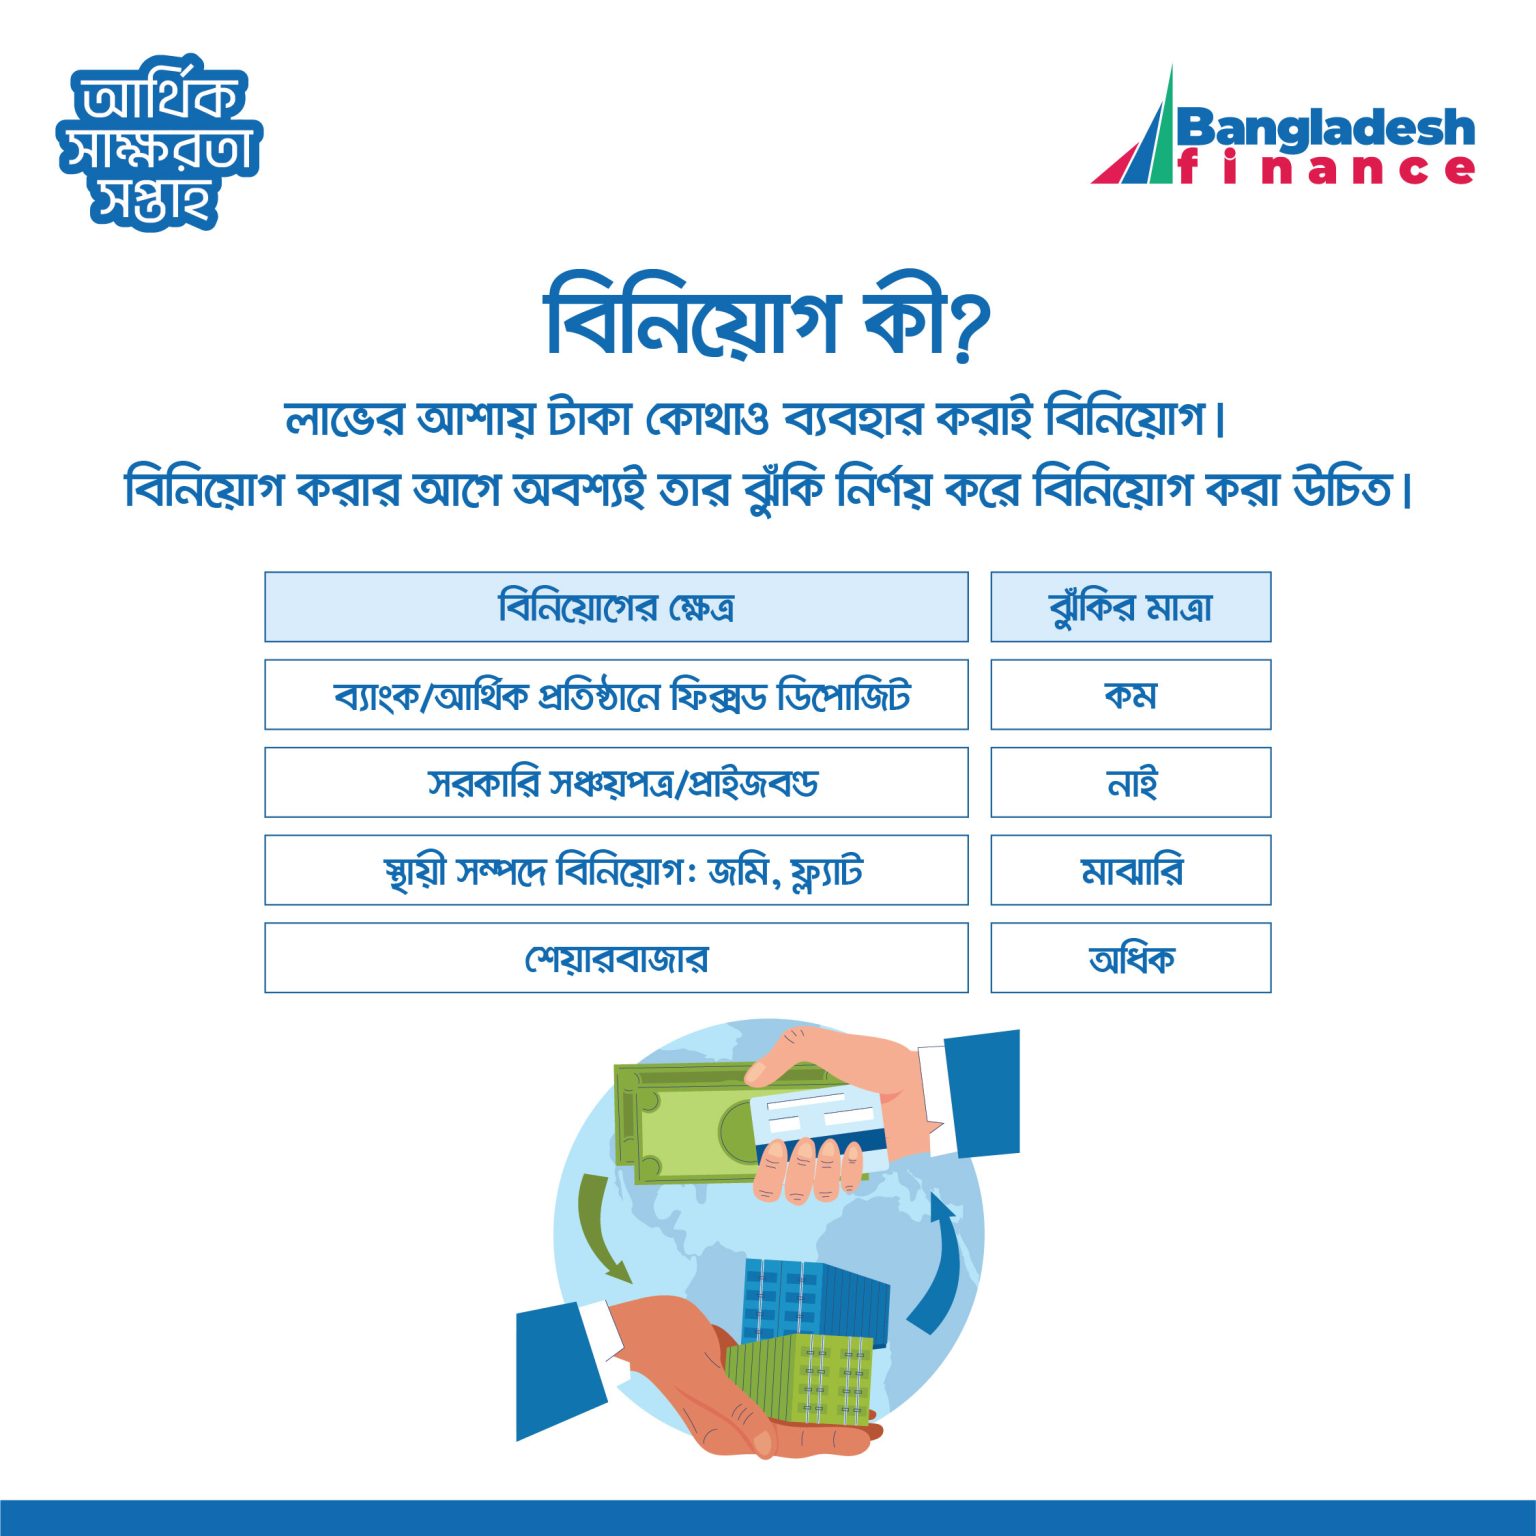 আর্থিক
সাক্ষরতা
সপ্তাহ
Bangladesh
finance
বিনিয়োগ কী?
লাভের আশায় টাকা কোথাও ব্যবহার করাই বিনিয়োগ।
বিনিয়োগ করার আগে অবশ্যই তার ঝুঁকি নির্ণয় করে বিনিয়োগ করা উচিত।
বিনিয়োগের ক্ষেত্র ঝুঁকির মাত্রা
ব্যাংক/আর্থিক প্রতিষ্ঠানে ফিক্সড ডিপোজিট কম
সরকারি সঞ্চয়পত্র/প্রাইজবন্ড নাই
স্থায়ী সম্পদে বিনিয়োগ: জমি, ফ্ল্যাট মাঝারি
শেয়ারবাজার অধিক